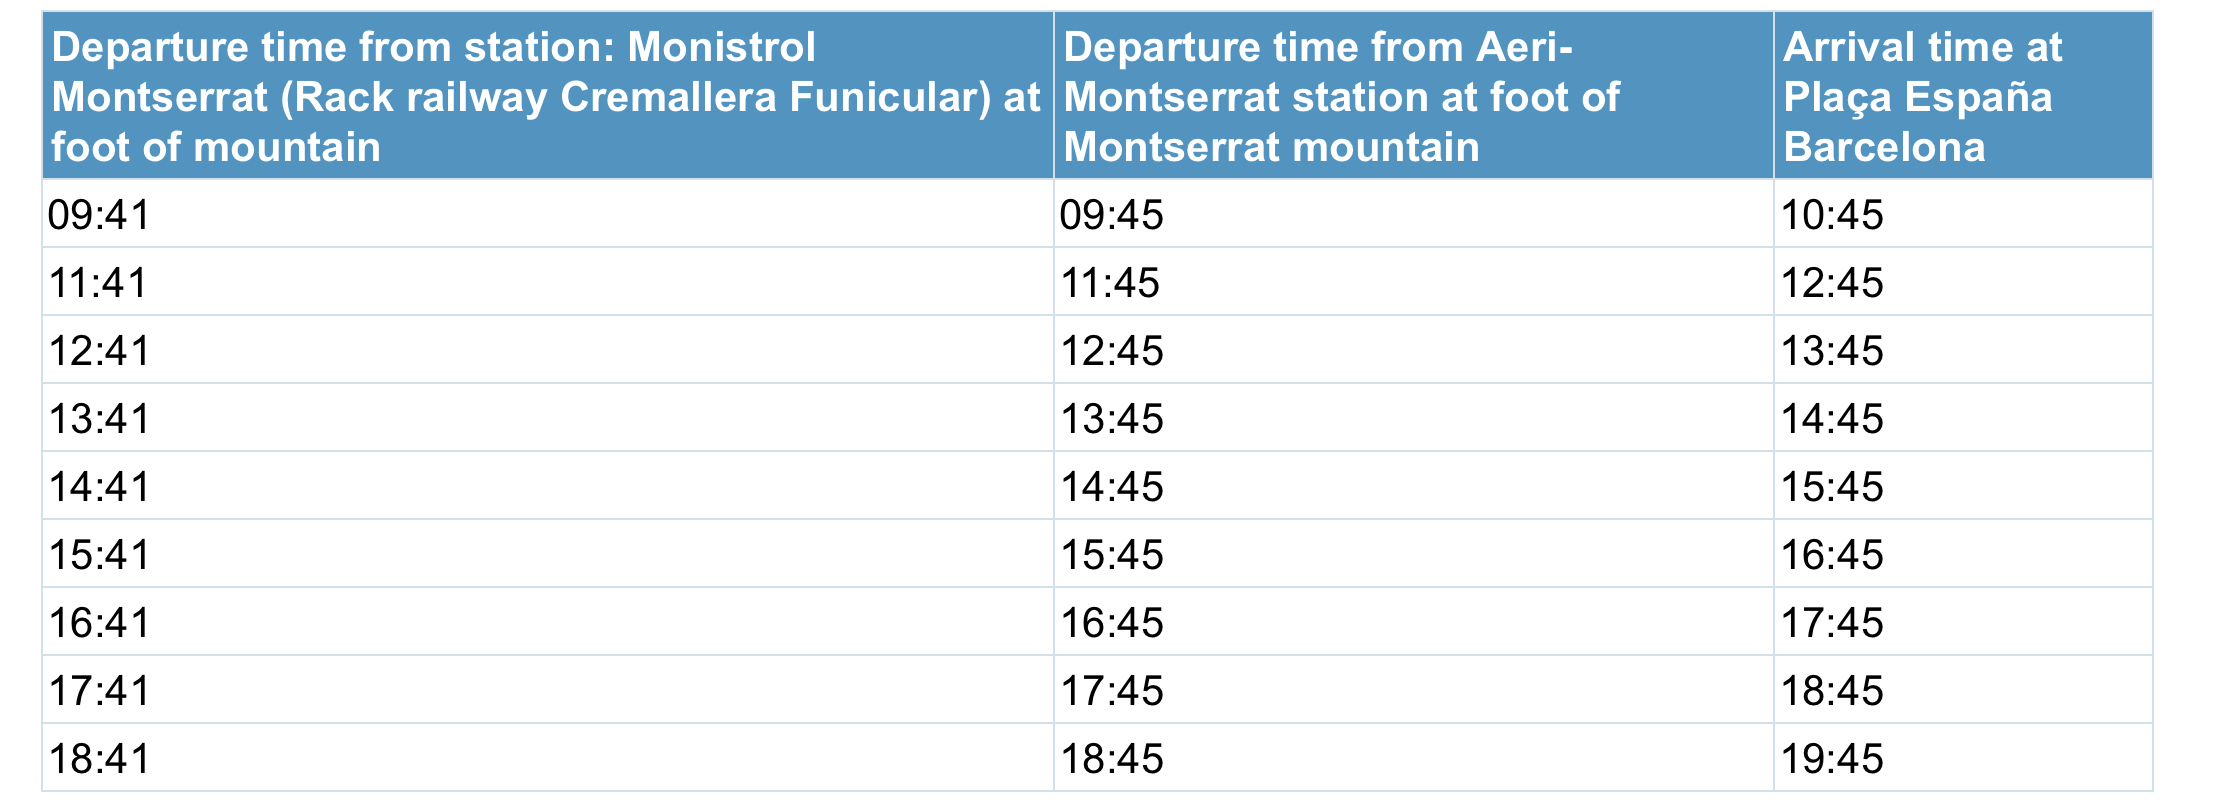 Departure time from station: Monistrol
Montserrat (Rack railway Cremallera Funicular) at
foot of mountain
Departure time from Aeri-
Montserrat station at foot of
Montserrat mountain
Arrival time at
Plaça España
Barcelona
09:41 09:45 10:45
11:41 11:45 12:45
12:41 12:45 13:45
13:41 13:45 14:45
14:41 14:45 15:45
15:41 15:45 16:45
16:41 16:45 17:45
17:41 17:45 18:45
18:41 18:45 19:45